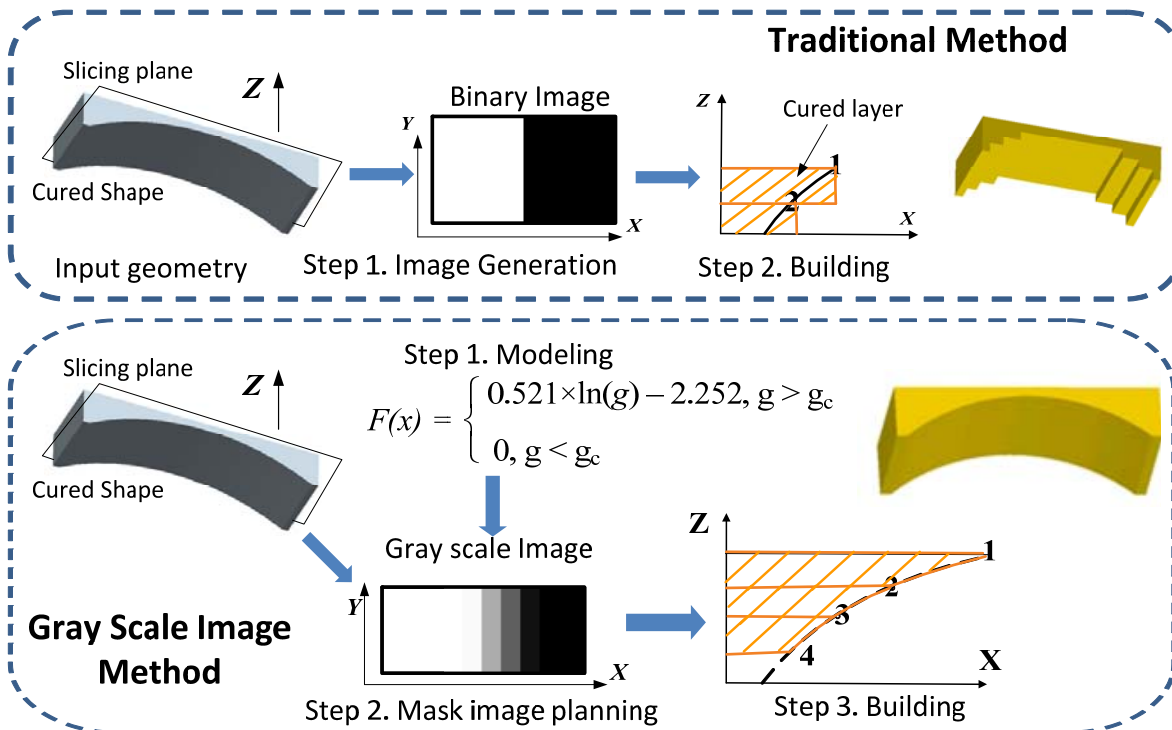 Traditional Method
Slicing plane
Z
Cured Shape
Input geometry
Binary Image
Y
X
Step 1. Image Generation
Z
Cured layer
1
2
X
Step 2. Building
Slicing plane
Z
Cured Shape
Gray Scale Image
Method
Step 1. Modeling
F(x) = { 0.521×ln(g) – 2.252, g > gc
0, g < gc
Gray scale Image
Y
X
Step 2. Mask image planning
Z
1
2
3
4
X
Step 3. Building